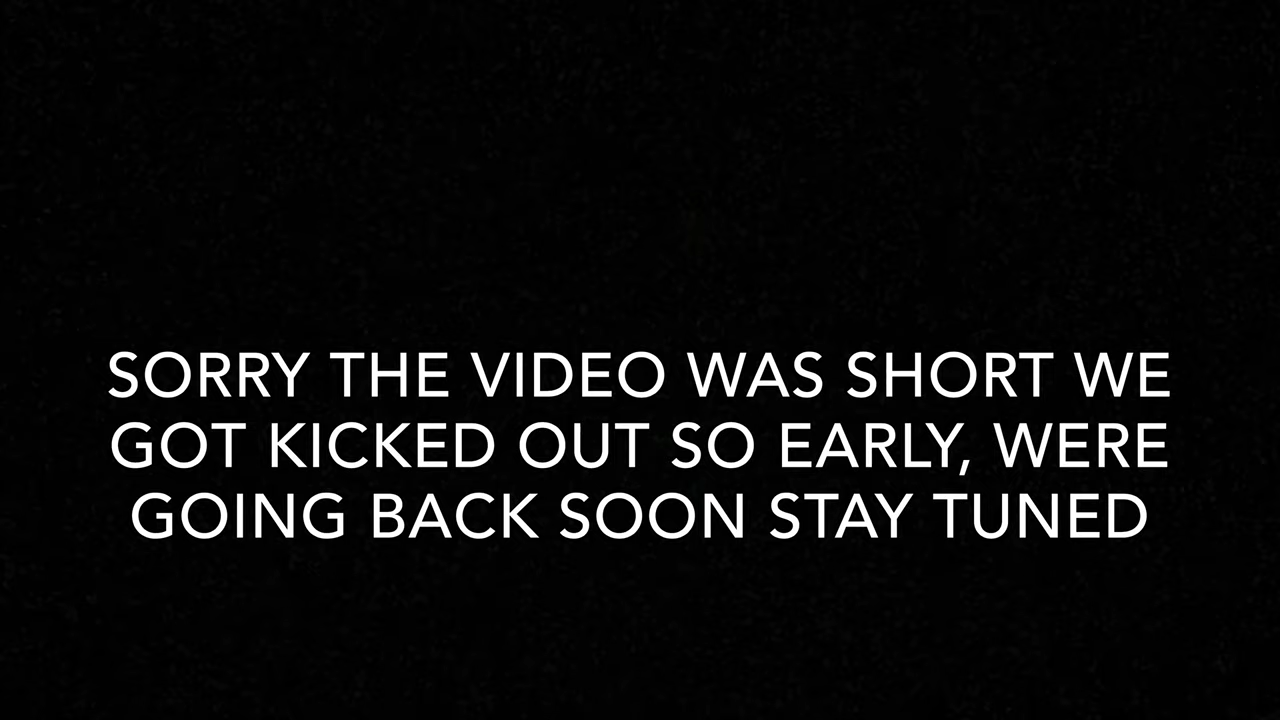 SORRY THE VIDEO WAS SHORT WE
GOT KICKED OUT SO EARLY, WERE
GOING BACK SOON STAY TUNED